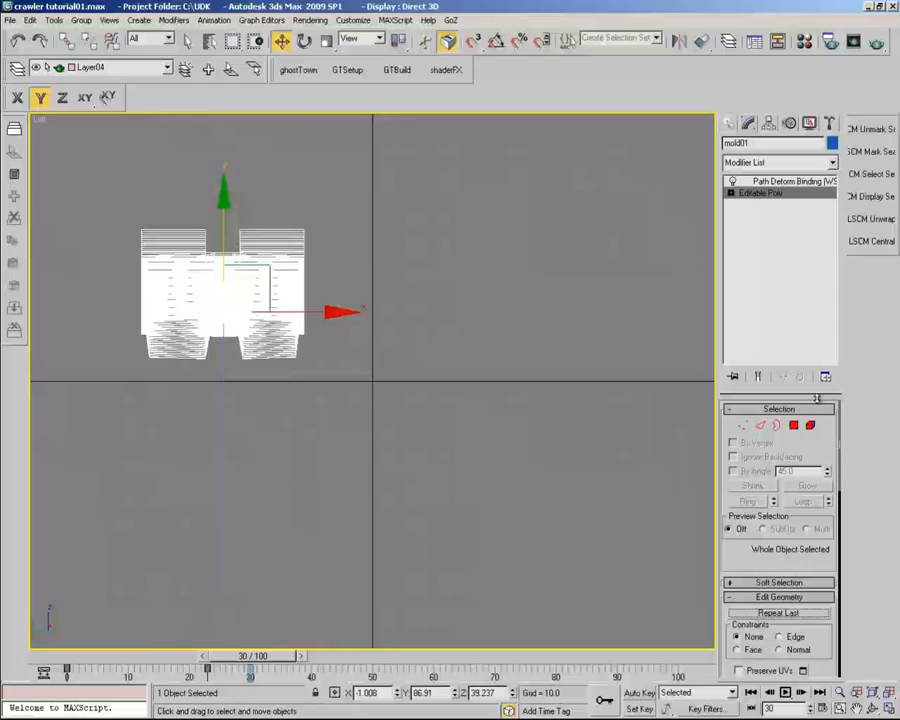 crawler tutorial01.max - Project Folder: C:\UDK - Autodesk 3ds Max 2009 SP1 - Display : Direct 3D
File Edit Tools Group Views Create Modifiers Animation Graph Editors Rendering Customize MAXScript Help GoZ
All View Create Selection Set
Layer04 ghostTown GTSetup GTBuild shaderFX
X Y Z XY XY
Left
mold01
Modifier List
Path Deform Binding (WS
Editable Poly
CM Unmark Se
CM Mark Sea
SCM Select Se
CM Display Se
LSCM Unwrap
LSCM Central
Selection
By Vertex
Ignore Backfacing
By Angle 45.0
Shrink Grow
Ring Loop
Preview Selection
Off SubObj Multi
Whole Object Selected
Soft Selection
Edit Geometry
Repeat Last
Constraints
None Edge
Face Normal
Preserve UVs
30 / 100
0 10 20 30 40 50 60 70 80 90 100
1 Object Selected X: -1.008 Y: 86.91 Z: 39.237 Grid = 10.0 Auto Key Selected
Welcome to MAXScript. Click and drag to select and move objects Add Time Tag Set Key Key Filters... 30